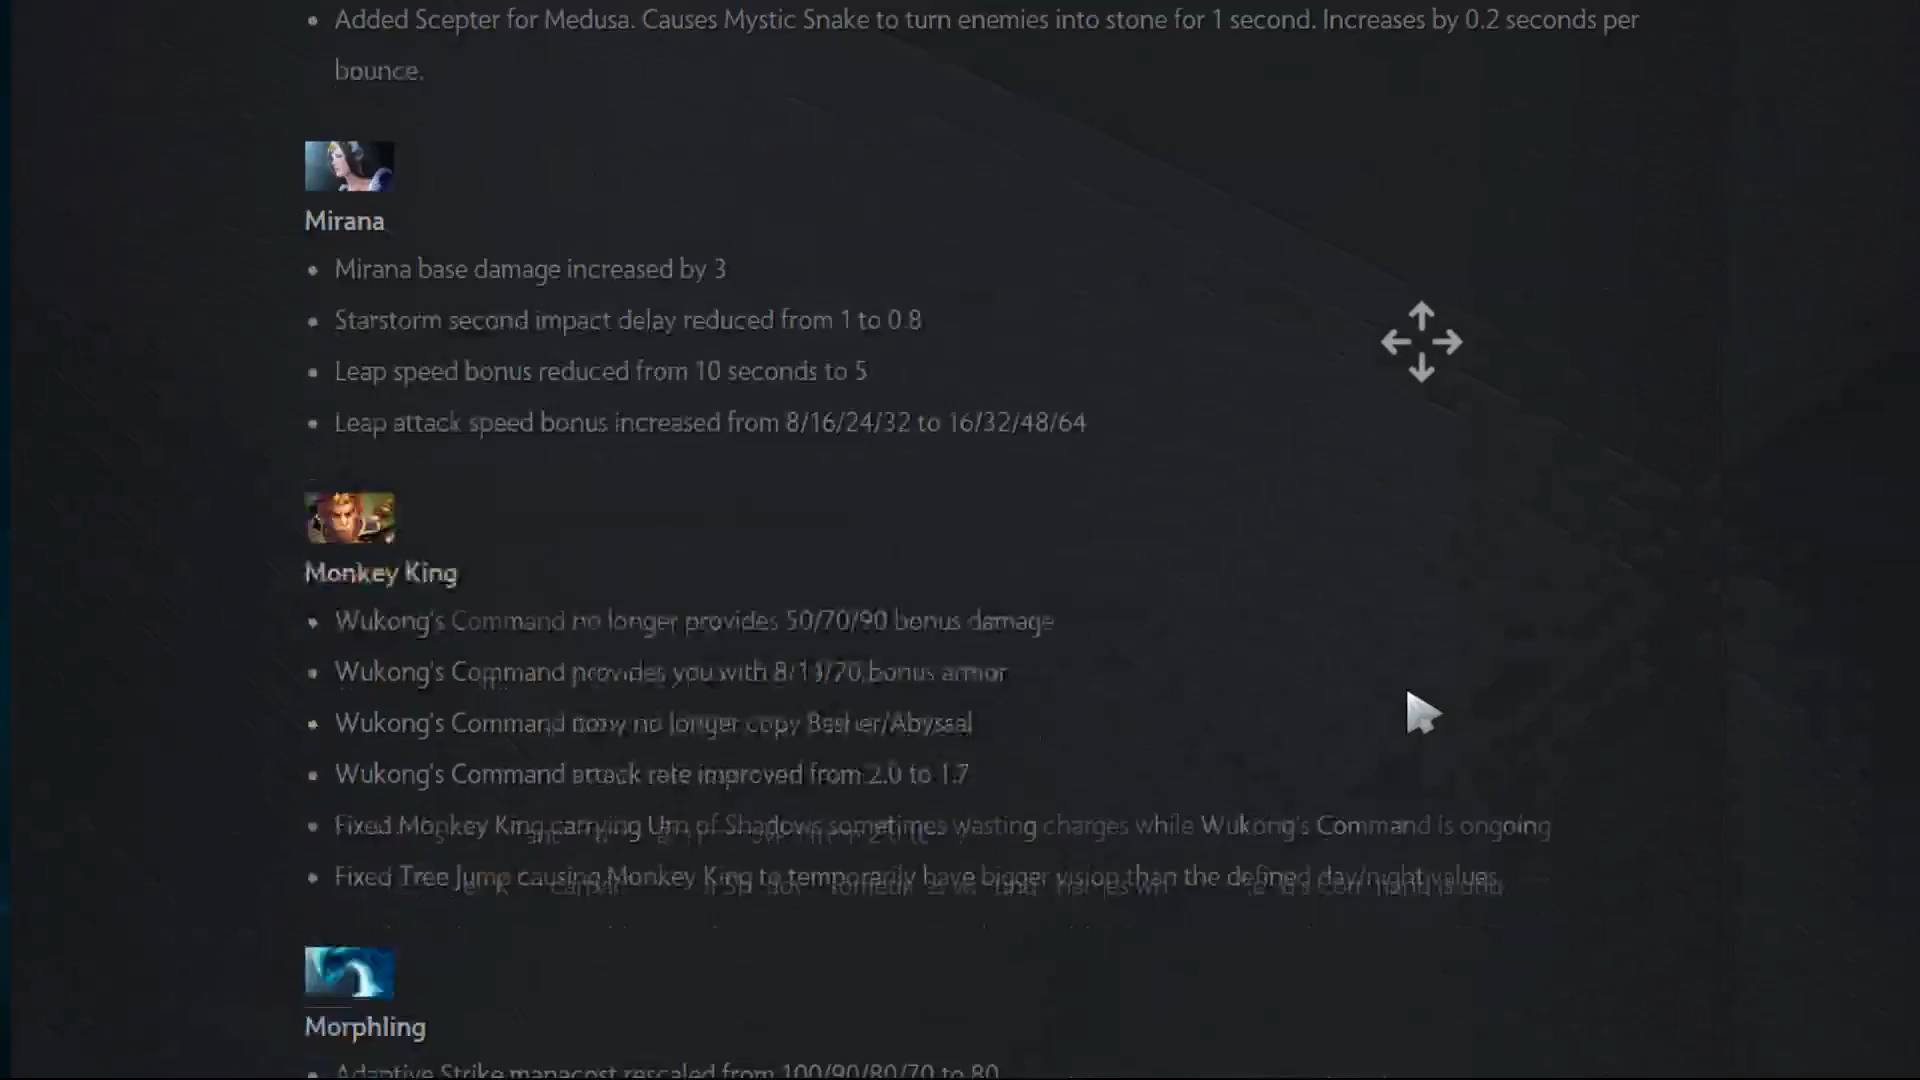 Added Scepter for Medusa. Causes Mystic Snake to turn enemies into stone for 1 second. Increases by 0.2 seconds per
bounce.
Mirana
Mirana base damage increased by 3
Starstorm second impact delay reduced from 1 to 0.8
Leap speed bonus reduced from 10 seconds to 5
Leap attack speed bonus increased from 8/16/24/32 to 16/32/48/64
Monkey King
Wukong's Command no longer provides 50/70/90 bonus damage
Wukong's Command provides you with bonus armor
Wukong's Command no longer copy Basher/Abyssal
Wukong's Command attack rate improved from 2.0 to 1.7
Fixed Monkey King carrying Urn of Shadows sometimes wasting charges while Wukong's Command is ongoing
Fixed Tree Jump causing Monkey King to temporarily have bigger vision than the defined day/night values
Morphling
Adaptive Strike manacost rescaled from 100/90/80/70 to 80